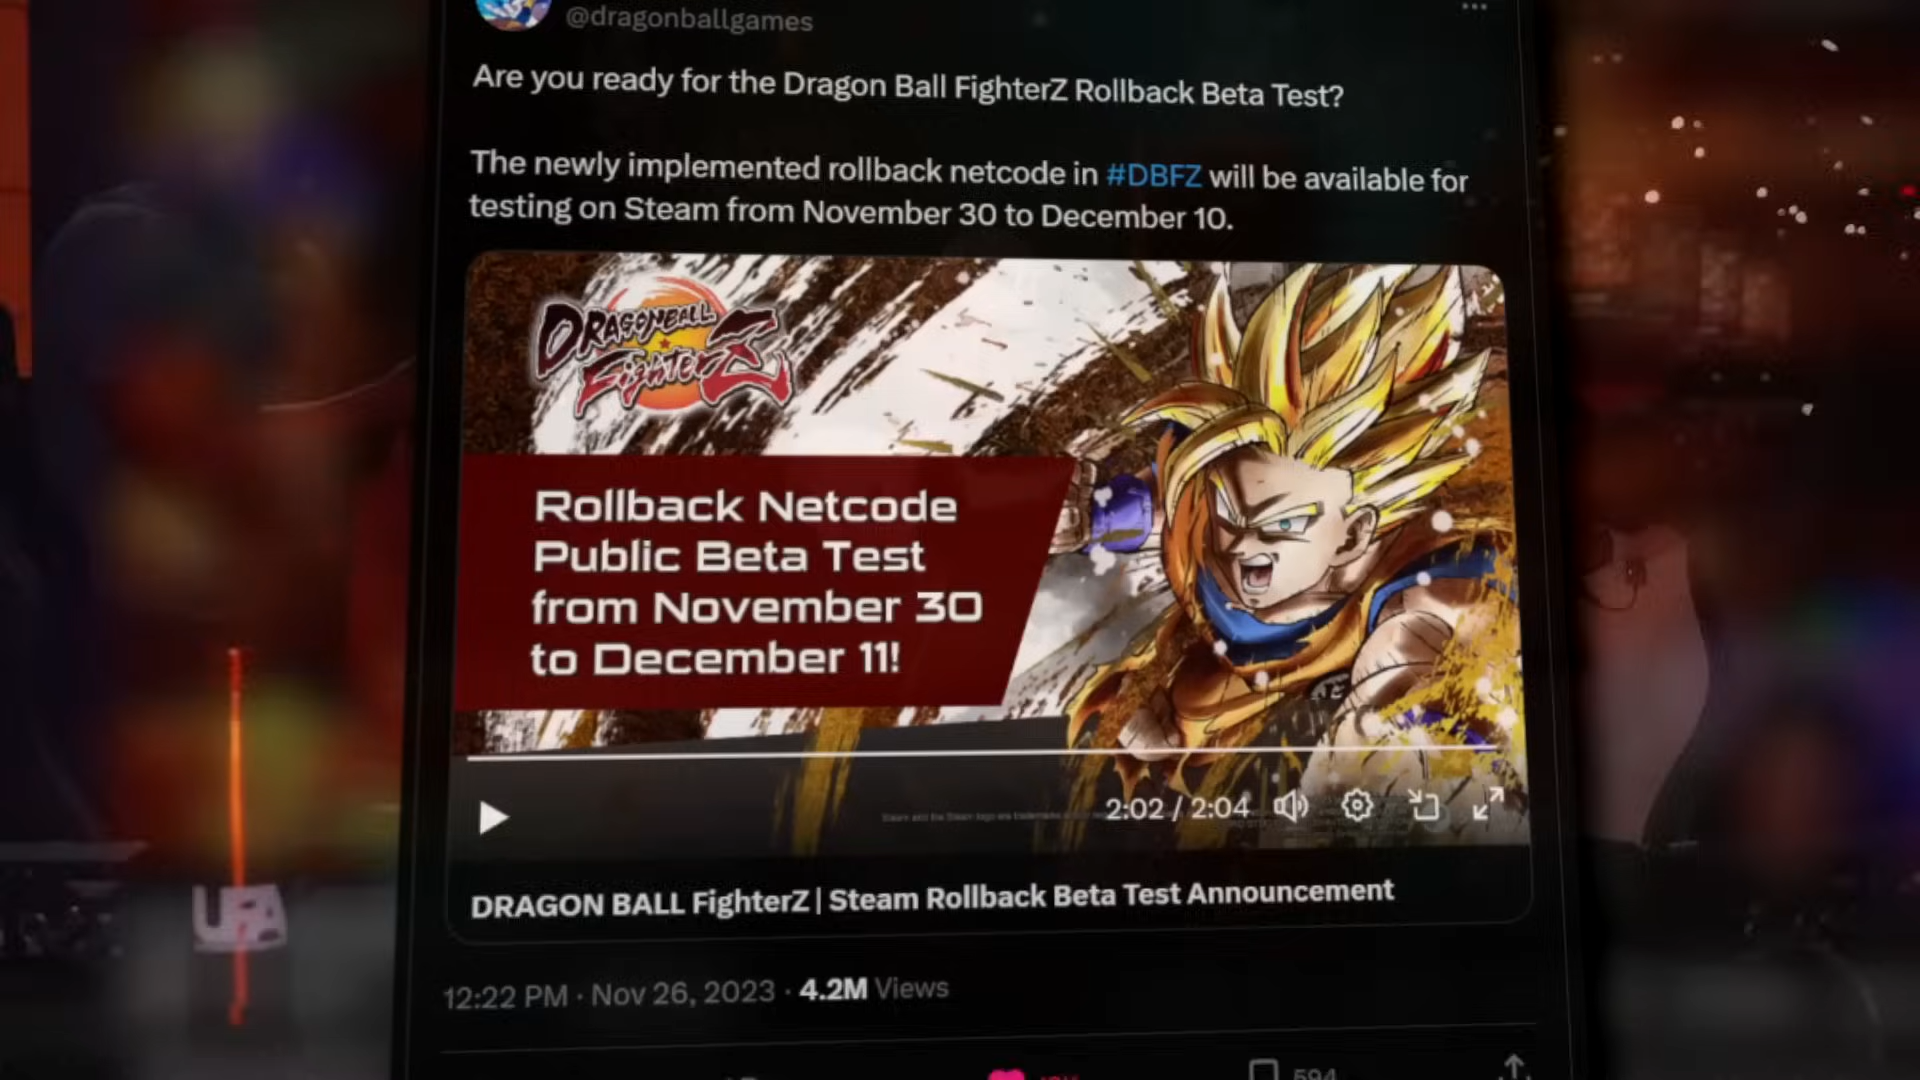 @dragonballgames
Are you ready for the Dragon Ball FighterZ Rollback Beta Test?
The newly implemented rollback netcode in #DBFZ will be available for
testing on Steam from November 30 to December 10.
DRAGONBALL
FighterZ
Rollback Netcode
Public Beta Test
from November 30
to December 11!
2:02 / 2:04
DRAGON BALL FighterZ | Steam Rollback Beta Test Announcement
12:22 PM · Nov 26, 2023 · 4.2M Views
594